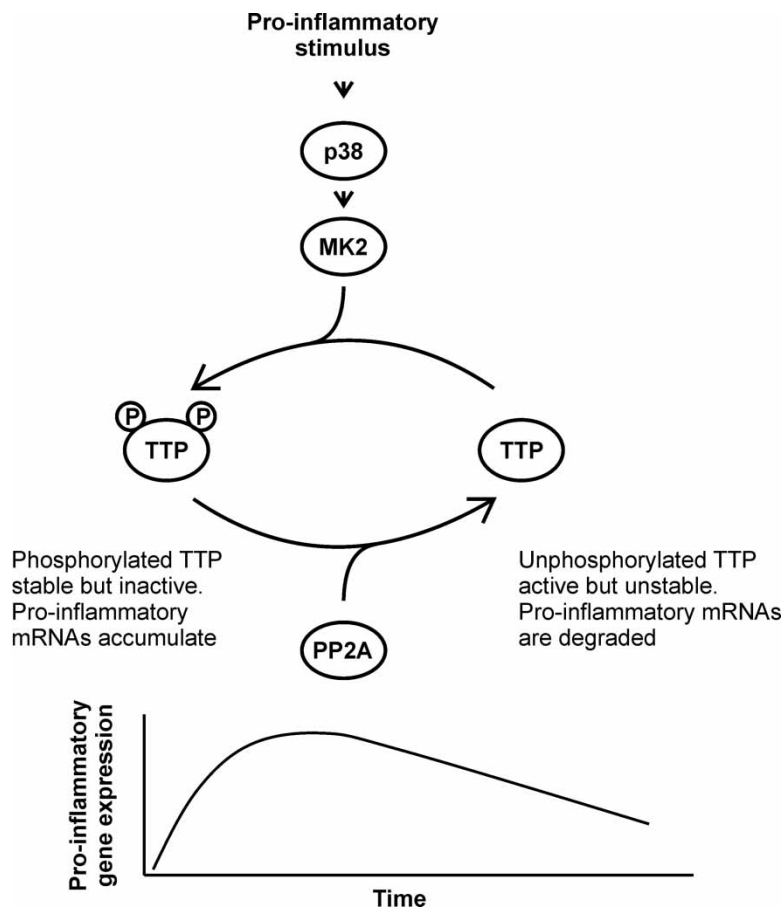 Pro-inflammatory
stimulus
p38
MK2
P
P
TTP
TTP
Phosphorylated TTP
stable but inactive.
Pro-inflammatory
mRNAs accumulate
Unphosphorylated TTP
active but unstable.
Pro-inflammatory mRNAs
are degraded
PP2A
Pro-inflammatory
gene expression
Time